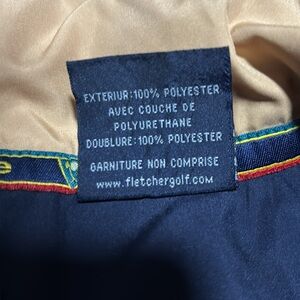 EXTERIUR:100% POLYESTER
AVEC COUCHE DE
POLYURETHANE
DOUBLURE:100% POLYESTER
GARNITURE NON COMPRISE
www.fletchergolf.com